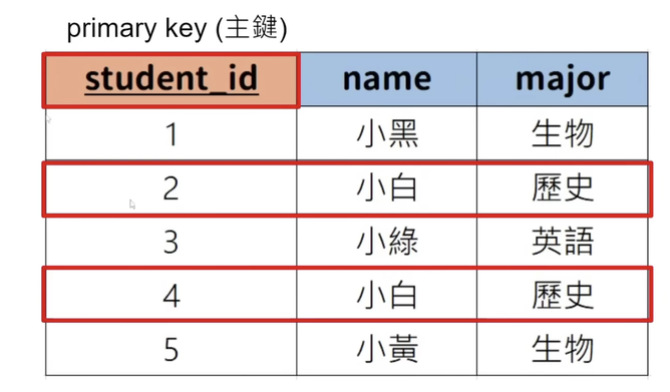 primary key (主鍵)
student_id name major
1 小黑 生物
2 小白 歷史
3 小綠 英語
4 小白 歷史
5 小黃 生物